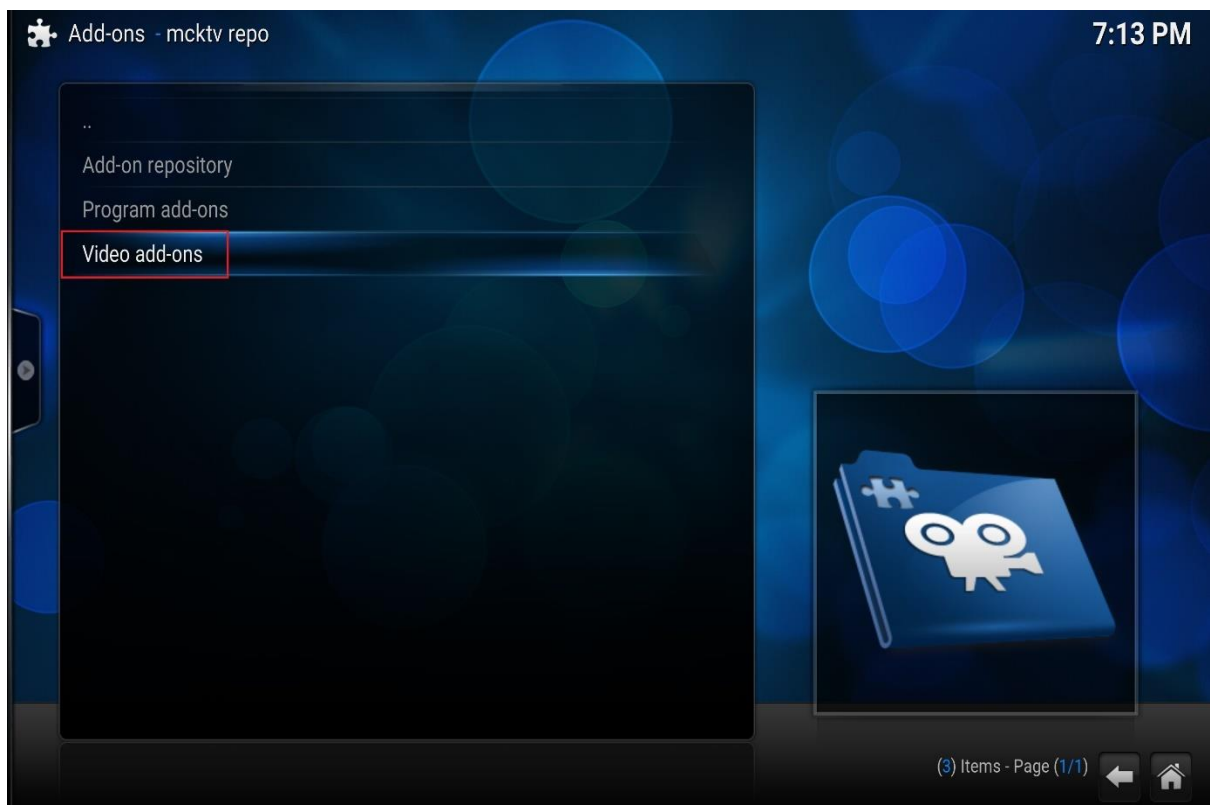 Add-ons - mcktv repo
7:13 PM
..
Add-on repository
Program add-ons
Video add-ons
(3) Items - Page (1/1)